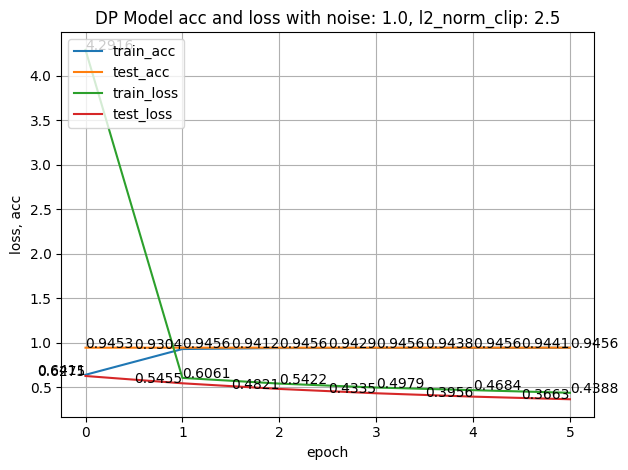 DP Model acc and loss with noise: 1.0, l2_norm_clip: 2.5
4.2916
train_acc
test_acc
train_loss
test_loss
4.0
3.5
3.0
2.5
2.0
1.5
1.0
0.5
loss, acc
0.9453 0.9304 0.9456 0.9412 0.9456 0.9429 0.9456 0.9438 0.9456 0.9441 0.9456
0.6061 0.5422 0.4979 0.4684 0.4388
0.5455 0.4821 0.4335 0.3956 0.3663
0 1 2 3 4 5
epoch